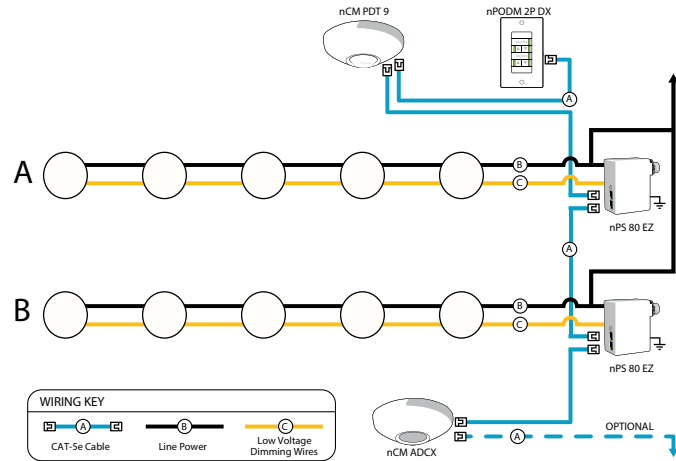 nCM PDT 9
nPODM 2P DX
A
A
B
C
nPS 80 EZ
A
B
B
C
nPS 80 EZ
WIRING KEY
A
B
C
CAT-5e Cable
Line Power
Low Voltage
Dimming Wires
nCM ADCX
A
OPTIONAL